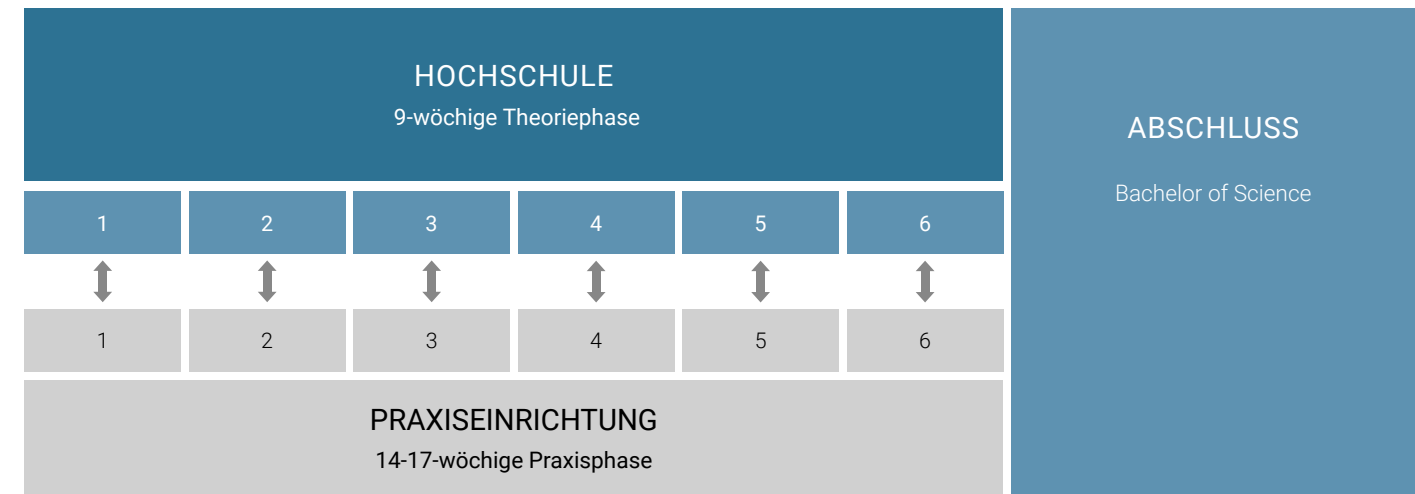 HOCHSCHULE
9-wöchige Theoriephase
1 2 3 4 5 6
1 2 3 4 5 6
PRAXISEINRICHTUNG
14-17-wöchige Praxisphase
ABSCHLUSS
Bachelor of Science